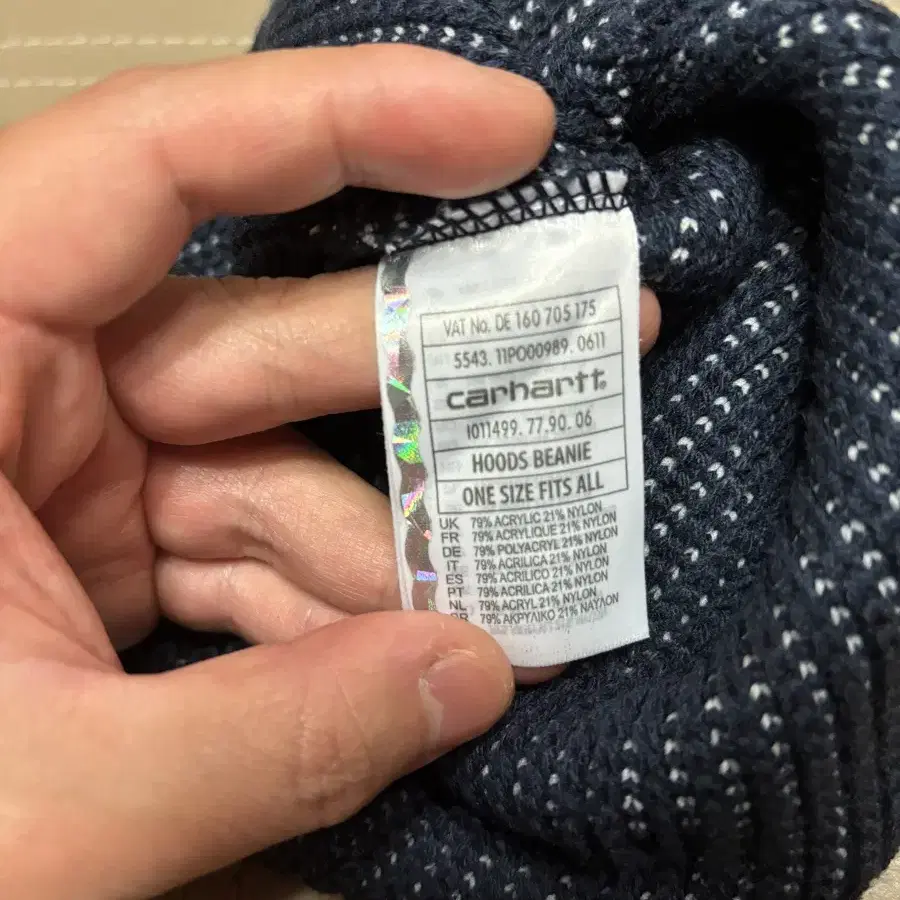 VAT No. DE 160 705 175
5543. 11PO00989. 0611
carhartt.
I011499. 77.90. 06
HOODS BEANIE
ONE SIZE FITS ALL
UK 79% ACRYLIC 21% NYLON
FR 79% ACRYLIQUE 21% NYLON
DE 79% POLYACRYL 21% NYLON
IT 79% ACRILICA 21% NYLON
ES 79% ACRILICO 21% NYLON
PT 79% ACRILICA 21% NYLON
NL 79% ACRYL 21% NYLON
79% ΑΚΡΥΛΙΚΟ 21% ΝΑΥΛΟΝ